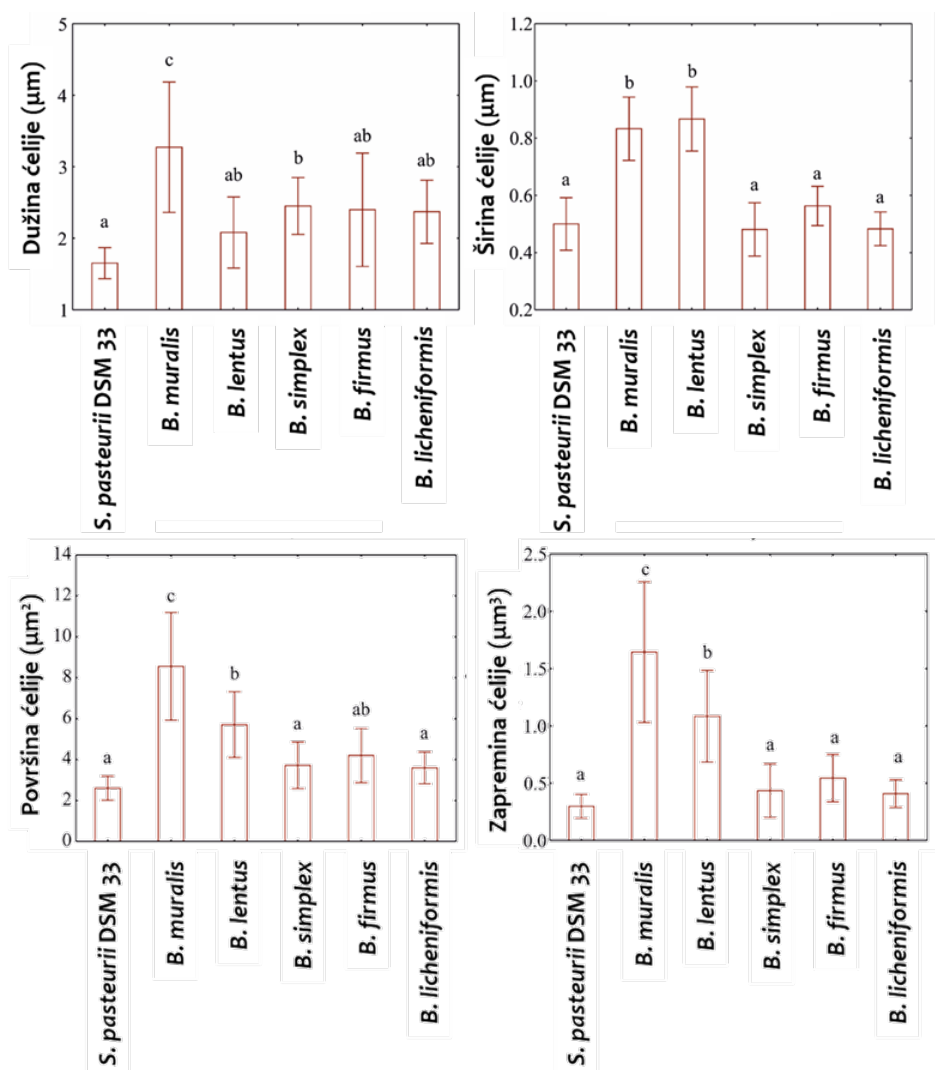 Dužina ćelije (μm)
5
4
3
2
1
a
c
ab
b
ab
ab
S. pasteurii DSM 33
B. muralis
B. lentus
B. simplex
B. firmus
B. licheniformis
Širina ćelije (μm)
1.2
1.0
0.8
0.6
0.4
0.2
a
b
b
a
a
a
S. pasteurii DSM 33
B. muralis
B. lentus
B. simplex
B. firmus
B. licheniformis
Površina ćelije (μm²)
14
12
10
8
6
4
2
0
a
c
b
a
ab
a
S. pasteurii DSM 33
B. muralis
B. lentus
B. simplex
B. firmus
B. licheniformis
Zapremina ćelije (μm³)
2.5
2.0
1.5
1.0
0.5
0.0
a
c
b
a
a
a
S. pasteurii DSM 33
B. muralis
B. lentus
B. simplex
B. firmus
B. licheniformis